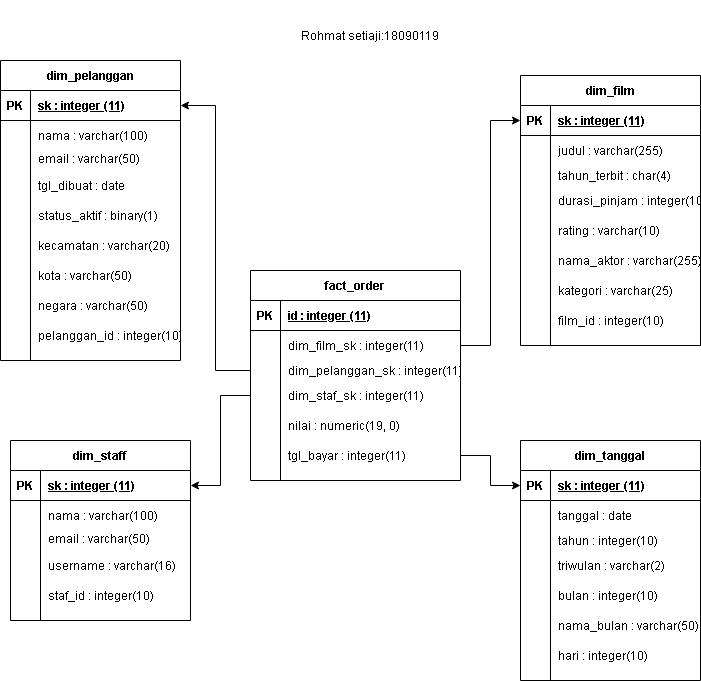 Rohmat setiaji:18090119
dim_pelanggan
PK sk : integer (11)
nama : varchar(100)
email : varchar(50)
tgl_dibuat : date
status_aktif : binary(1)
kecamatan : varchar(20)
kota : varchar(50)
negara : varchar(50)
pelanggan_id : integer(10)
dim_film
PK sk : integer (11)
judul : varchar(255)
tahun_terbit : char(4)
durasi_pinjam : integer(10
rating : varchar(10)
nama_aktor : varchar(255)
kategori : varchar(25)
film_id : integer(10)
fact_order
PK id : integer (11)
dim_film_sk : integer(11)
dim_pelanggan_sk : integer(11)
dim_staf_sk : integer(11)
nilai : numeric(19, 0)
tgl_bayar : integer(11)
dim_staff
PK sk : integer (11)
nama : varchar(100)
email : varchar(50)
username : varchar(16)
staf_id : integer(10)
dim_tanggal
PK sk : integer (11)
tanggal : date
tahun : integer(10)
triwulan : varchar(2)
bulan : integer(10)
nama_bulan : varchar(50)
hari : integer(10)